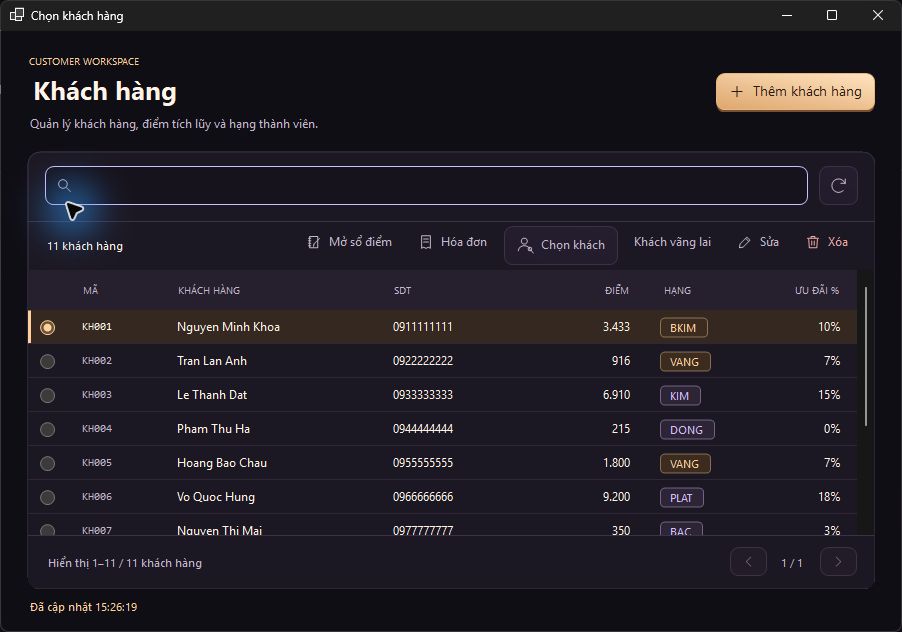 Chọn khách hàng
CUSTOMER WORKSPACE
Khách hàng
+ Thêm khách hàng
Quản lý khách hàng, điểm tích lũy và hạng thành viên.
11 khách hàng Mở sổ điểm Hóa đơn Chọn khách Khách vãng lai Sửa Xóa
MÃ KHÁCH HÀNG SDT ĐIỂM HẠNG ƯU ĐÃI %
KH001 Nguyen Minh Khoa 0911111111 3.433 BKIM 10%
KH002 Tran Lan Anh 0922222222 916 VANG 7%
KH003 Le Thanh Dat 0933333333 6.910 KIM 15%
KH004 Pham Thu Ha 0944444444 215 DONG 0%
KH005 Hoang Bao Chau 0955555555 1.800 VANG 7%
KH006 Vo Quoc Hung 0966666666 9.200 PLAT 18%
KH007 Nguyen Thi Mai 0977777777 350 BAC 3%
Hiển thị 1–11 / 11 khách hàng 1 / 1
Đã cập nhật 15:26:19